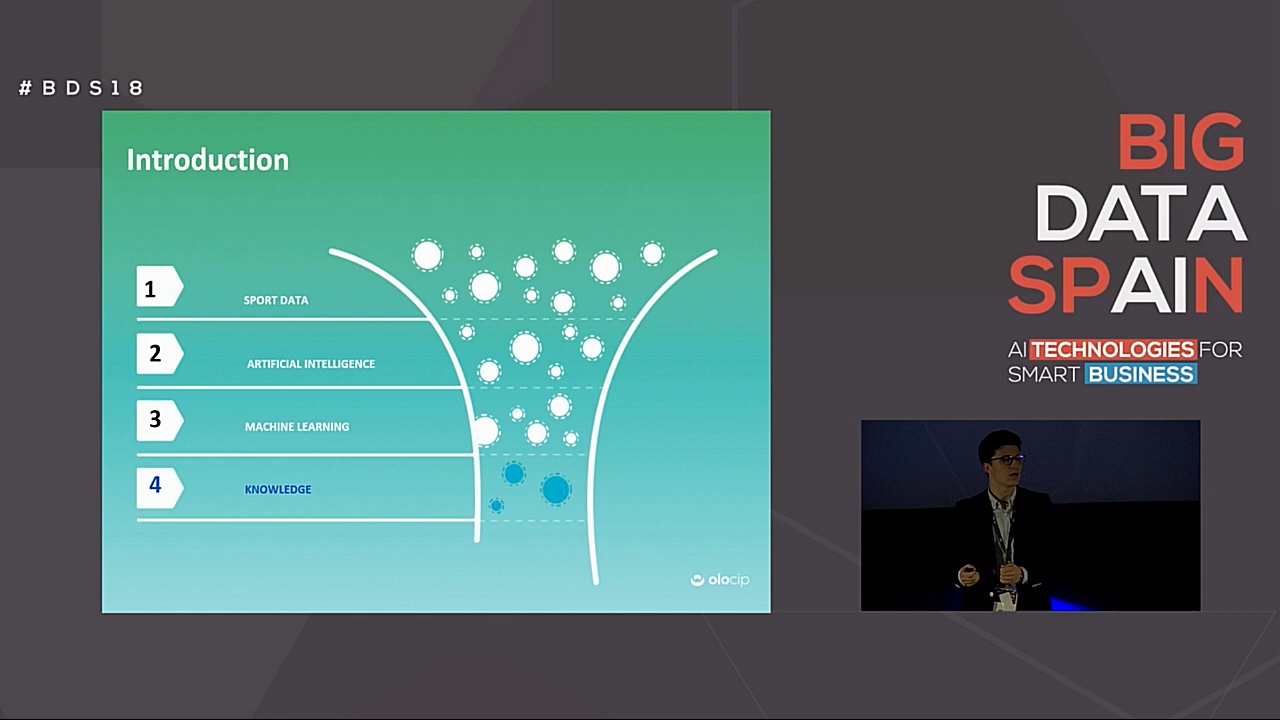 #BDS18
Introduction
1
SPORT DATA
2
ARTIFICIAL INTELLIGENCE
3
MACHINE LEARNING
4
KNOWLEDGE
olocip
BIG
DATA
SPAIN
AI TECHNOLOGIES FOR
SMART BUSINESS